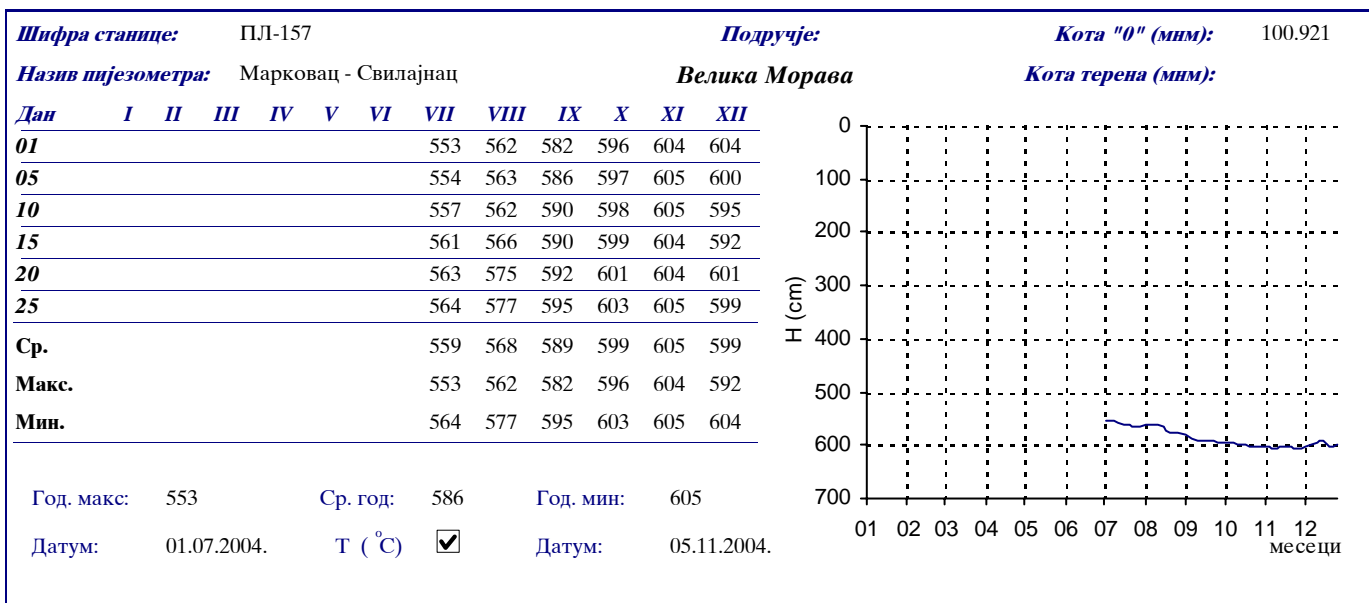 Шифра станице: ПЛ-157 Подручје: Кота "0" (мнм): 100.921
Назив пијезометра: Марковац - Свилајнац Велика Морава Кота терена (мнм):
Дан I II III IV V VI VII VIII IX X XI XII
01 553 562 582 596 604 604
05 554 563 586 597 605 600
10 557 562 590 598 605 595
15 561 566 590 599 604 592
20 563 575 592 601 604 601
25 564 577 595 603 605 599
Ср. 559 568 589 599 605 599
Макс. 553 562 582 596 604 592
Мин. 564 577 595 603 605 604
Год. макс: 553 Ср. год: 586 Год. мин: 605
Датум: 01.07.2004. T ( °C) Датум: 05.11.2004.
H (cm)
0
100
200
300
400
500
600
700
01 02 03 04 05 06 07 08 09 10 11 12
месеци